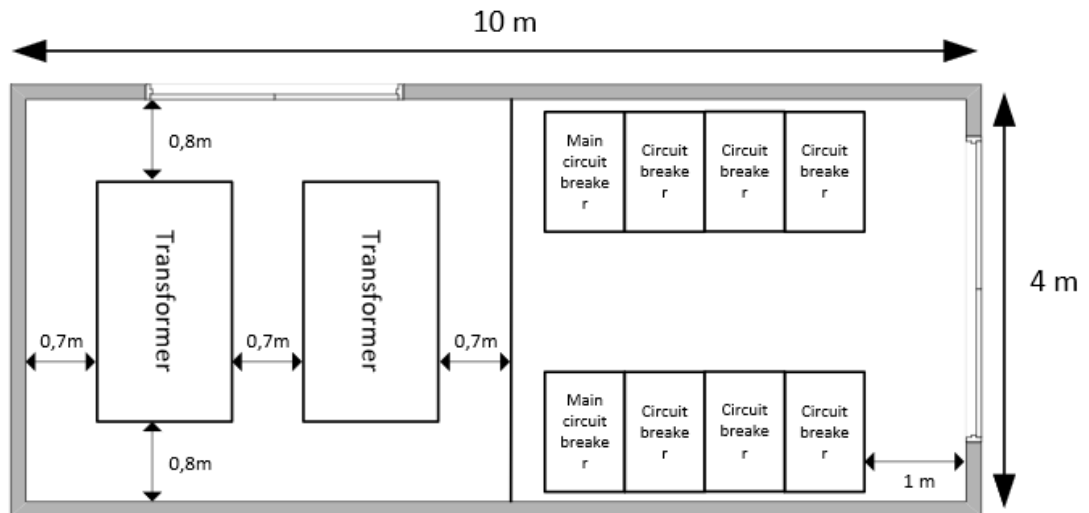 10 m
0,8m
Main
circuit
breake
r
Circuit
breake
r
Circuit
breake
r
Circuit
breake
r
Transformer
Transformer
4 m
0,7m
0,7m
0,7m
Main
circuit
breake
r
Circuit
breake
r
Circuit
breake
r
Circuit
breake
r
0,8m
1 m